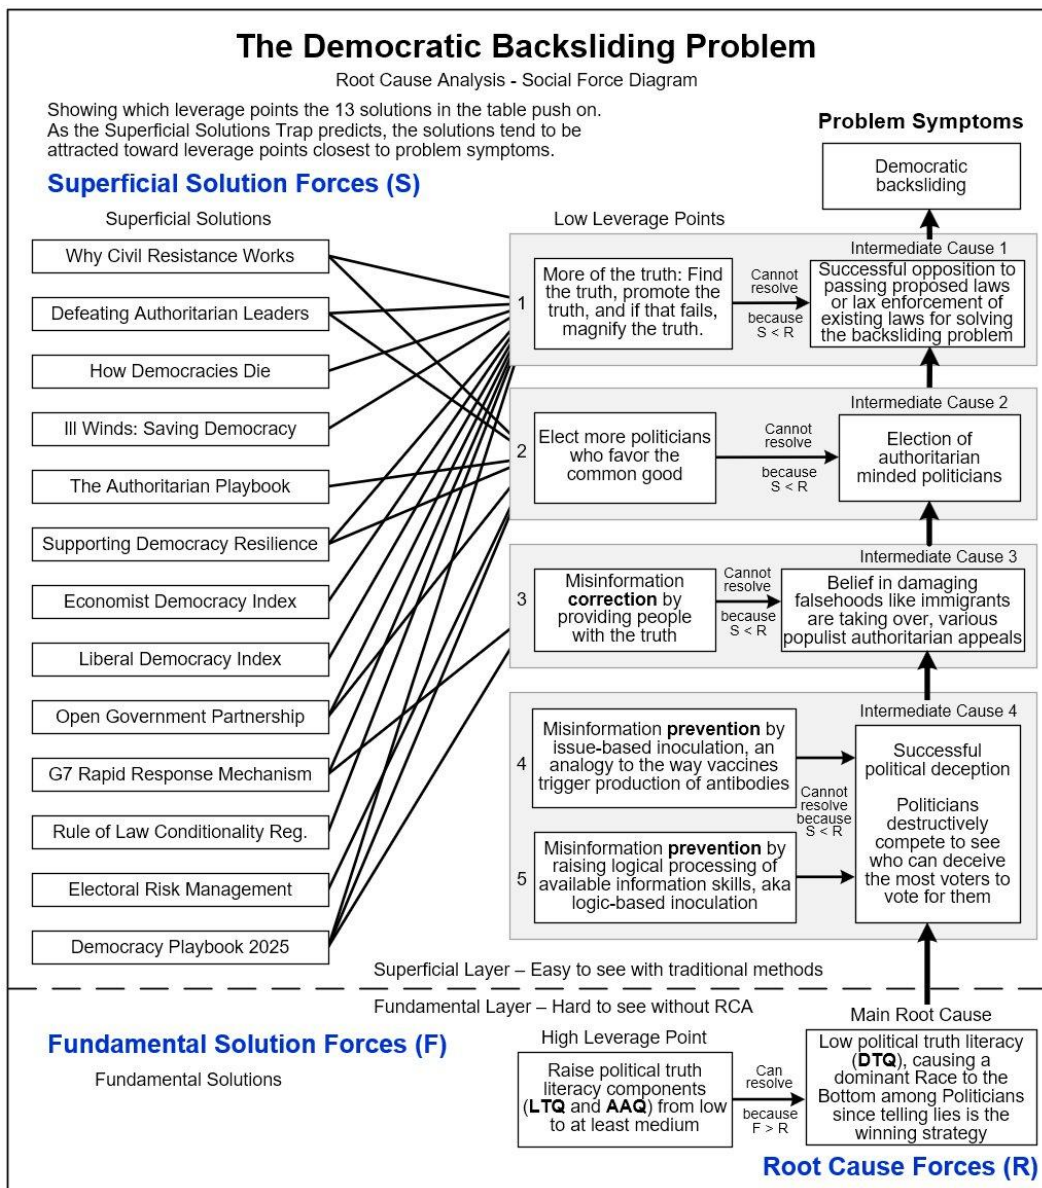 The Democratic Backsliding Problem
Root Cause Analysis - Social Force Diagram
Showing which leverage points the 13 solutions in the table push on.
As the Superficial Solutions Trap predicts, the solutions tend to be
attracted toward leverage points closest to problem symptoms.
Problem Symptoms
Democratic
backsliding
Superficial Solution Forces (S)
Superficial Solutions
Why Civil Resistance Works
Defeating Authoritarian Leaders
How Democracies Die
Ill Winds: Saving Democracy
The Authoritarian Playbook
Supporting Democracy Resilience
Economist Democracy Index
Liberal Democracy Index
Open Government Partnership
G7 Rapid Response Mechanism
Rule of Law Conditionality Reg.
Electoral Risk Management
Democracy Playbook 2025
Low Leverage Points
1
More of the truth: Find
the truth, promote the
truth, and if that fails,
magnify the truth.
Cannot
resolve
because
S < R
Intermediate Cause 1
Successful opposition to
passing proposed laws
or lax enforcement of
existing laws for solving
the backsliding problem
2
Elect more politicians
who favor the
common good
Cannot
resolve
because
S < R
Intermediate Cause 2
Election of
authoritarian
minded politicians
3
Misinformation
correction by
providing people
with the truth
Cannot
resolve
because
S < R
Intermediate Cause 3
Belief in damaging
falsehoods like immigrants
are taking over, various
populist authoritarian appeals
4
Misinformation prevention by
issue-based inoculation, an
analogy to the way vaccines
trigger production of antibodies
5
Misinformation prevention by
raising logical processing of
available information skills, aka
logic-based inoculation
Cannot
resolve
because
S < R
Intermediate Cause 4
Successful
political deception
Politicians
destructively
compete to see
who can deceive
the most voters to
vote for them
Superficial Layer – Easy to see with traditional methods
Fundamental Layer – Hard to see without RCA
Fundamental Solution Forces (F)
Fundamental Solutions
High Leverage Point
Raise political truth
literacy components
(LTQ and AAQ) from low
to at least medium
Can
resolve
because
F > R
Main Root Cause
Low political truth literacy
(DTQ), causing a
dominant Race to the
Bottom among Politicians
since telling lies is the
winning strategy
Root Cause Forces (R)